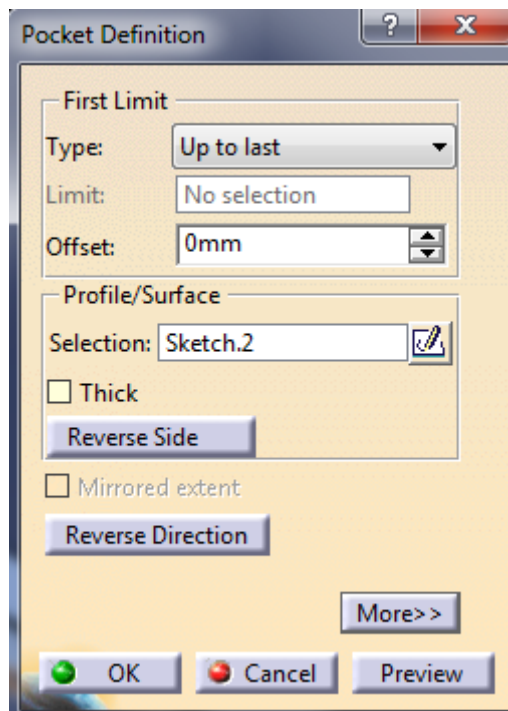 Pocket Definition
?
X
First Limit
Type: Up to last
Limit: No selection
Offset: 0mm
Profile/Surface
Selection: Sketch.2
Thick
Reverse Side
Mirrored extent
Reverse Direction
More>>
OK Cancel Preview